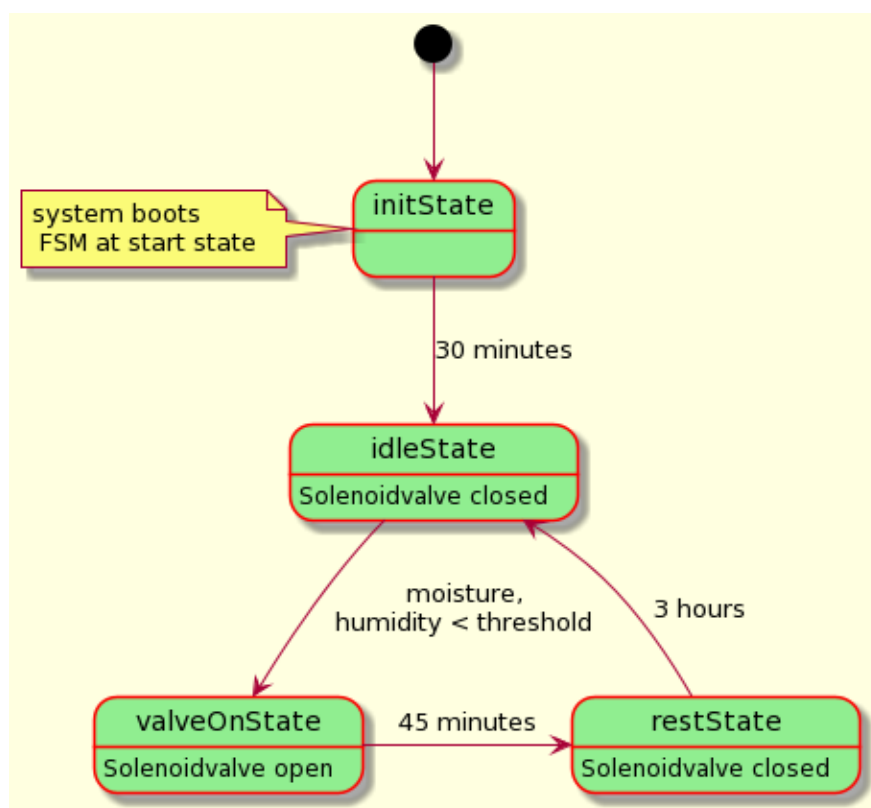 initState
system boots
FSM at start state
30 minutes
idleState
Solenoidvalve closed
moisture,
humidity < threshold
3 hours
valveOnState
Solenoidvalve open
45 minutes
restState
Solenoidvalve closed